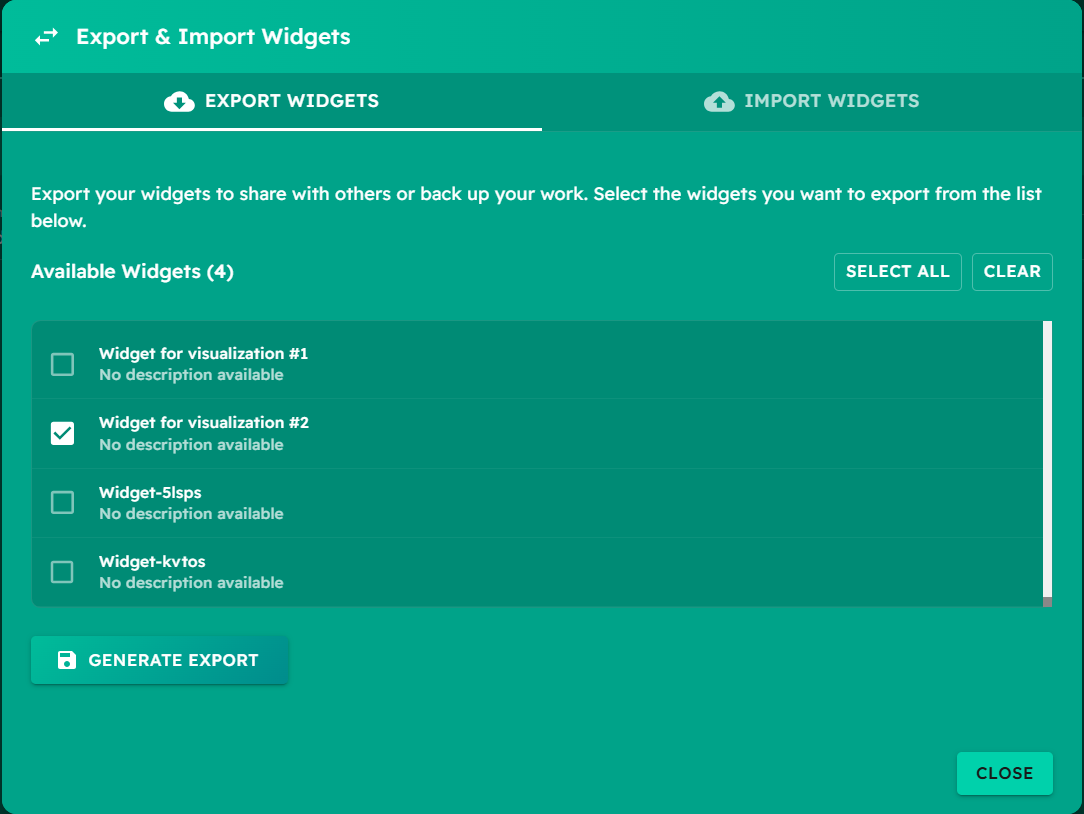 Export & Import Widgets
EXPORT WIDGETS
IMPORT WIDGETS
Export your widgets to share with others or back up your work. Select the widgets you want to export from the list
below.
Available Widgets (4)
SELECT ALL
CLEAR
Widget for visualization #1
No description available
Widget for visualization #2
No description available
Widget-5lsps
No description available
Widget-kvtos
No description available
GENERATE EXPORT
CLOSE